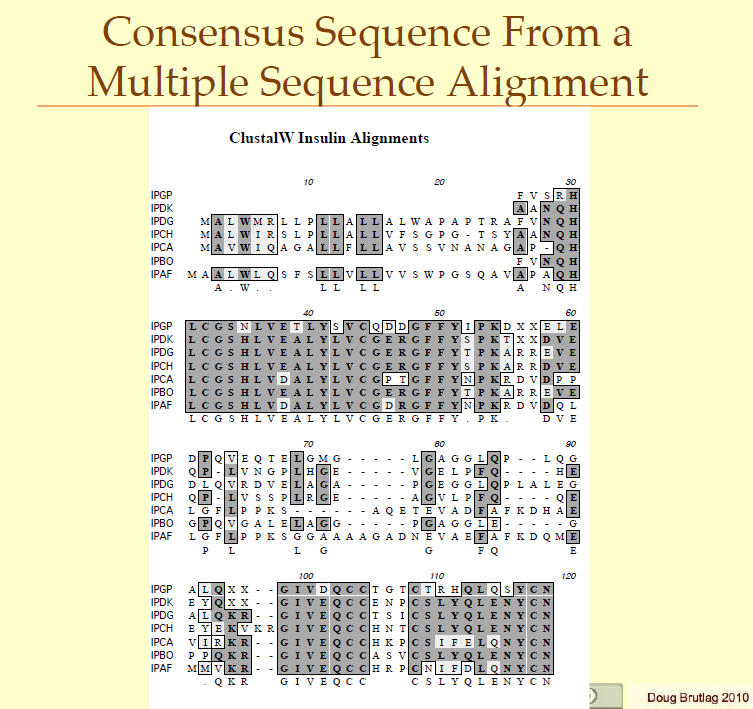 Consensus Sequence From a
Multiple Sequence Alignment
ClustalW Insulin Alignments
10 20 30
IPGP F V S R H
IPDK A A N Q H
IPDG M A L W M R L L P L L A L L A L W A P A P T R A F V N Q H
IPCH M A L W I R S L P L L A L L V F S G P G - T S Y A A N Q H
IPCA M A V W I Q A G A L L F L L A V S S V N A N A G A P - Q H
IPBO F V N Q H
IPAF M A A L W L Q S F S L L V L L V V S W P G S Q A V A P A Q H
A . W . . L L L L A N Q H
40 50 60
IPGP L C G S N L V E T L Y S V C Q D D G F F Y I P K D X X E L E
IPDK L C G S H L V E A L Y L V C G E R G F F Y S P K T X X D V E
IPDG L C G S H L V E A L Y L V C G E R G F F Y T P K A R R E V E
IPCH L C G S H L V E A L Y L V C G E R G F F Y S P K A R R D V E
IPCA L C G S H L V D A L Y L V C G P T G F F Y N P K R D V D P P
IPBO L C G S H L V E A L Y L V C G E R G F F Y T P K A R R E V E
IPAF L C G S H L V D A L Y L V C G D R G F F Y N P K R D V D Q L
L C G S H L V E A L Y L V C G E R G F F Y . P K . D V E
70 80 90
IPGP D P Q V E Q T E L G M G - - - - - L G A G G L Q P - - L Q G
IPDK Q P - L V N G P L H G E - - - - - V G E L P F Q - - - - H E
IPDG D L Q V R D V E L A G A - - - - - P G E G G L Q P L A L E G
IPCH Q P - L V S S P L R G E - - - - - A G V L P F Q - - - - Q E
IPCA L G F L P P K S - - - - - - A Q E T E V A D F A F K D H A E
IPBO G P Q V G A L E L A G G - - - - - P G A G G L E - - - - - G
IPAF L G F L P P K S G G A A A A G A D N E V A E F A F K D Q M E
P L L G G F Q E
100 110 120
IPGP A L Q X X - - G I V D Q C C T G T C T R H Q L Q S Y C N
IPDK E Y Q X X - - G I V E Q C C E N P C S L Y Q L E N Y C N
IPDG A L Q K R - - G I V E Q C C T S I C S L Y Q L E N Y C N
IPCH E Y E K V K R G I V E Q C C H N T C S L Y Q L E N Y C N
IPCA V I R K R - - G I V E Q C C H K P C S I F E L Q N Y C N
IPBO P P Q K R - - G I V E Q C C A S V C S L Y Q L E N Y C N
IPAF M M V K R - - G I V E Q C C H R P C N I F D L Q N Y C N
. Q K R G I V E Q C C C S L Y Q L E N Y C N
Doug Brutlag 2010